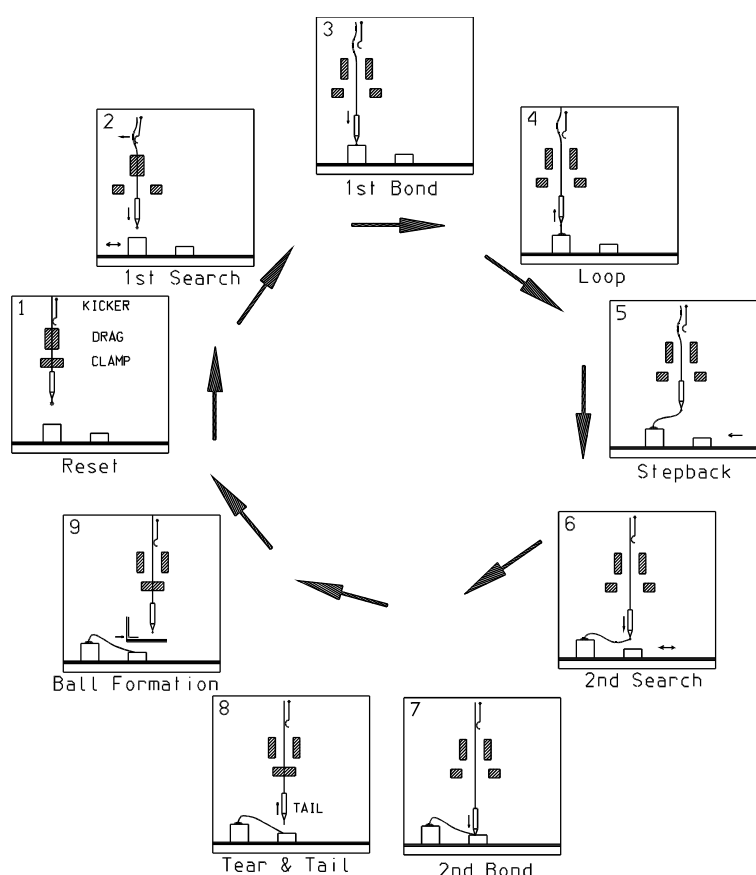 1
KICKER
DRAG
CLAMP
Reset
2
1st Search
3
1st Bond
4
Loop
5
Stepback
6
2nd Search
7
2nd Bond
8
TAIL
Tear & Tail
9
Ball Formation